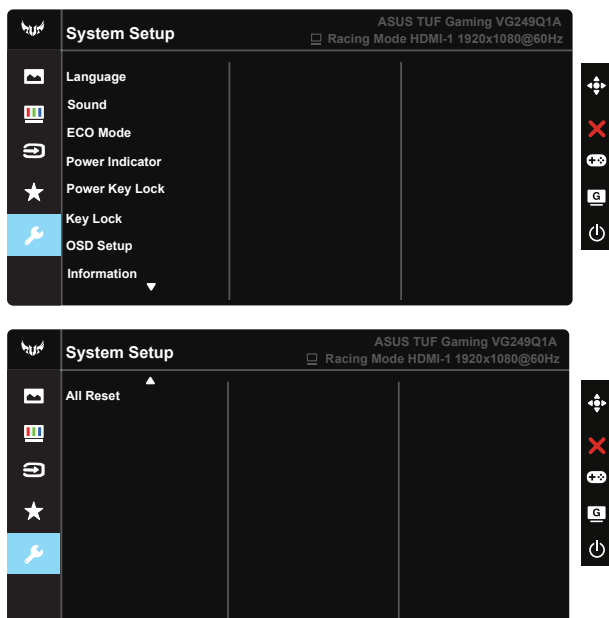 ASUS TUF Gaming VG249Q1A
System Setup
Racing Mode HDMI-1 1920x1080@60Hz
Language
Sound
ECO Mode
Power Indicator
Power Key Lock
Key Lock
OSD Setup
Information
G
ASUS TUF Gaming VG249Q1A
System Setup
Racing Mode HDMI-1 1920x1080@60Hz
All Reset
G